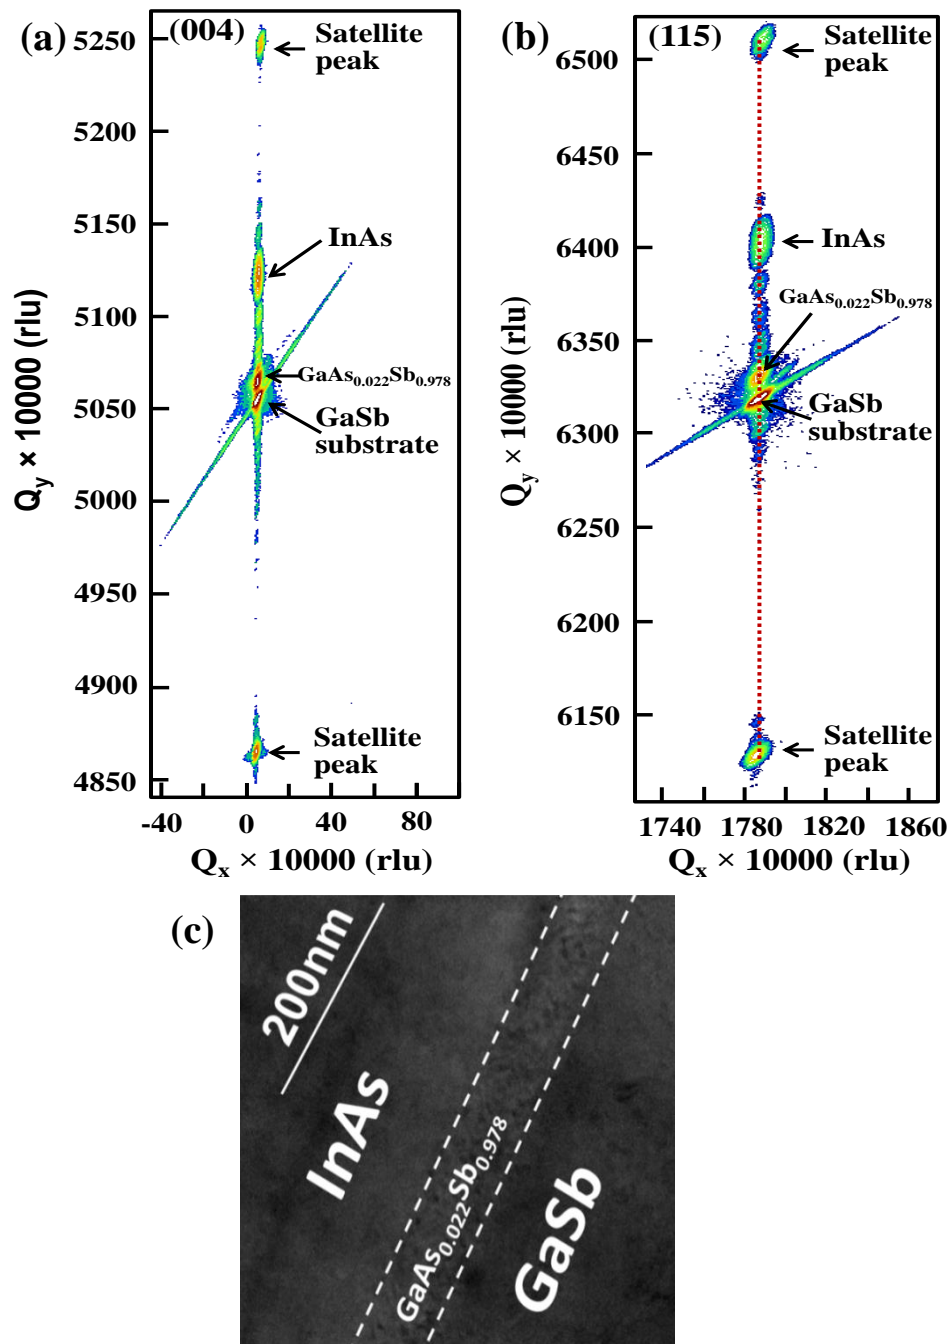 (a)
(004)
Satellite
peak
InAs
GaAs0.022Sb0.978
GaSb
substrate
Satellite
peak
5250
5200
5150
5100
5050
5000
4950
4900
4850
-40
0
40
80
Qy × 10000 (rlu)
Qx × 10000 (rlu)
(b)
(115)
Satellite
peak
InAs
GaAs0.022Sb0.978
GaSb
substrate
Satellite
peak
6500
6450
6400
6350
6300
6250
6200
6150
1740
1780
1820
1860
Qy × 10000 (rlu)
Qx × 10000 (rlu)
(c)
200nm
InAs
GaAs0.022Sb0.978
GaSb